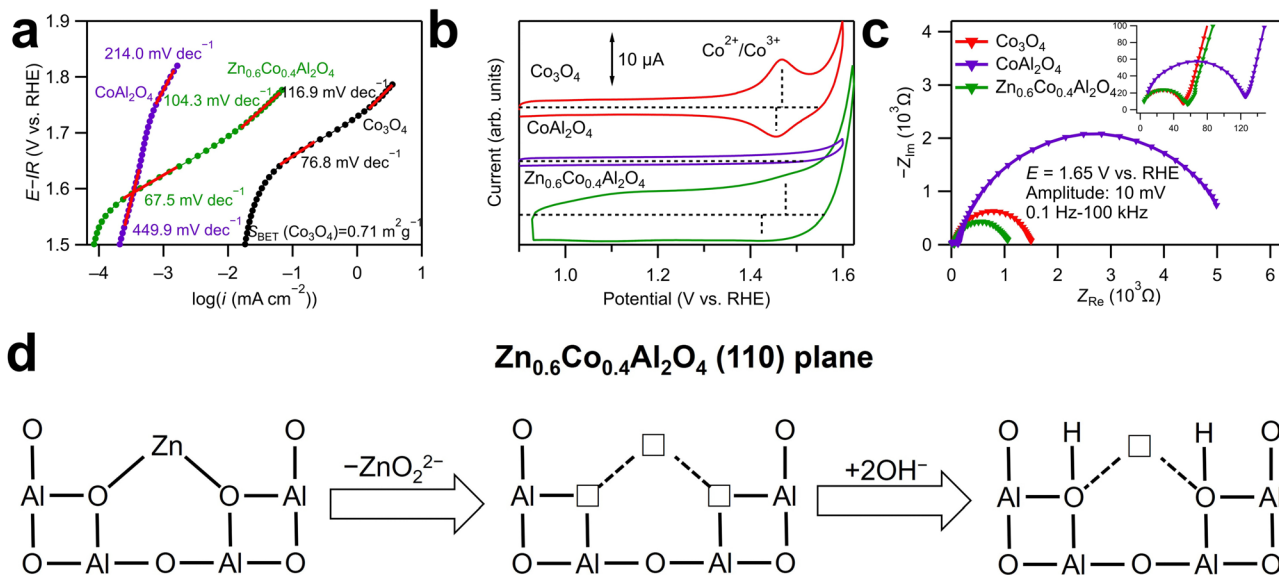 a
1.9
1.8
1.7
1.6
1.5
E–IR (V vs. RHE)
214.0 mV dec⁻¹
CoAl₂O₄
Zn₀.₆Co₀.₄Al₂O₄
104.3 mV dec⁻¹
116.9 mV dec⁻¹
Co₃O₄
76.8 mV dec⁻¹
67.5 mV dec⁻¹
449.9 mV dec⁻¹
S_BET (Co₃O₄)=0.71 m²g⁻¹
−4 −3 −2 −1 0 1
log(i (mA cm⁻²))
b
Current (arb. units)
10 µA
Co²⁺/Co³⁺
Co₃O₄
CoAl₂O₄
Zn₀.₆Co₀.₄Al₂O₄
1.0 1.2 1.4 1.6
Potential (V vs. RHE)
c
4
3
2
1
0
−Z_Im (10³Ω)
Co₃O₄
CoAl₂O₄
Zn₀.₆Co₀.₄Al₂O₄
100
80
60
40
20
0
0 40 80 120
E = 1.65 V vs. RHE
Amplitude: 10 mV
0.1 Hz-100 kHz
0 1 2 3 4 5 6
Z_Re (10³Ω)
d
Zn₀.₆Co₀.₄Al₂O₄ (110) plane
O Zn O
Al O O Al
O Al O Al O
−ZnO₂²⁻
O O
Al Al
O Al O Al O
+2OH⁻
O H H O
Al O O Al
O Al O Al O